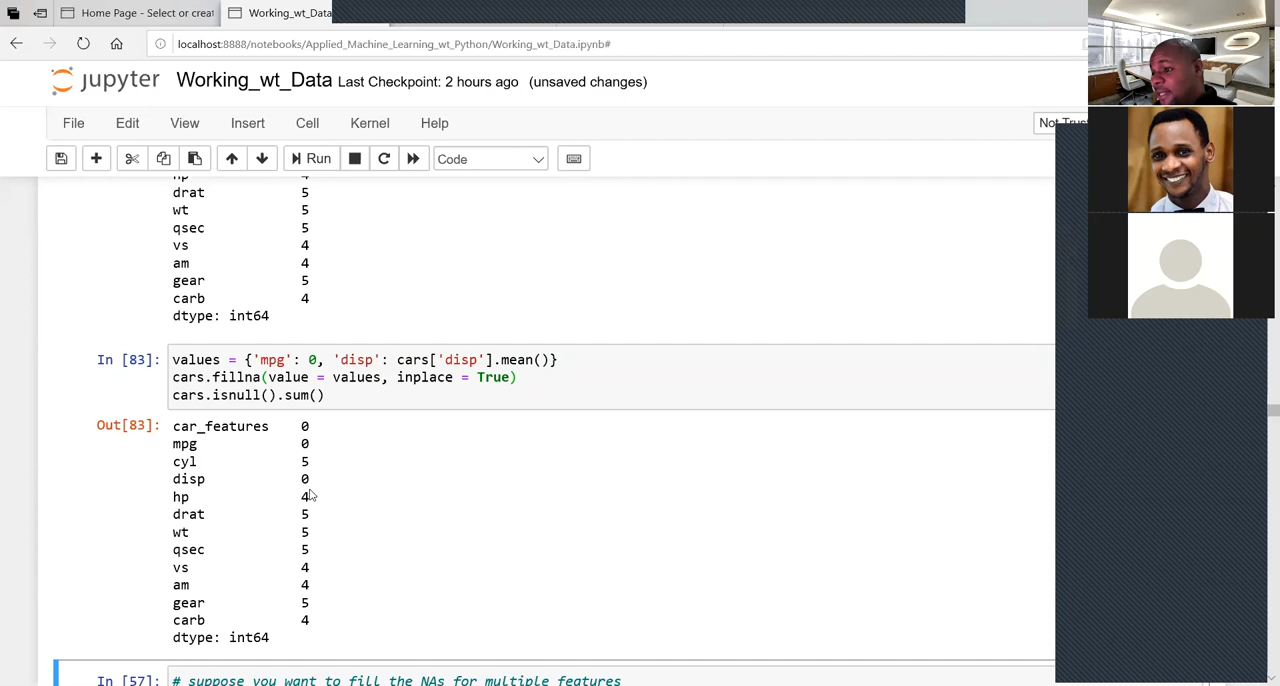 Home Page - Select or creat
Working_wt_Data
localhost:8888/notebooks/Applied_Machine_Learning_wt_Python/Working_wt_Data.ipynb#
jupyter Working_wt_Data Last Checkpoint: 2 hours ago (unsaved changes)
File Edit View Insert Cell Kernel Help
Not Trus
Run Code
hp 4
drat 5
wt 5
qsec 5
vs 4
am 4
gear 5
carb 4
dtype: int64
In [83]: values = {'mpg': 0, 'disp': cars['disp'].mean()}
cars.fillna(value = values, inplace = True)
cars.isnull().sum()
Out[83]: car_features 0
mpg 0
cyl 5
disp 0
hp 4
drat 5
wt 5
qsec 5
vs 4
am 4
gear 5
carb 4
dtype: int64
In [57]: # suppose you want to fill the NAs for multiple features